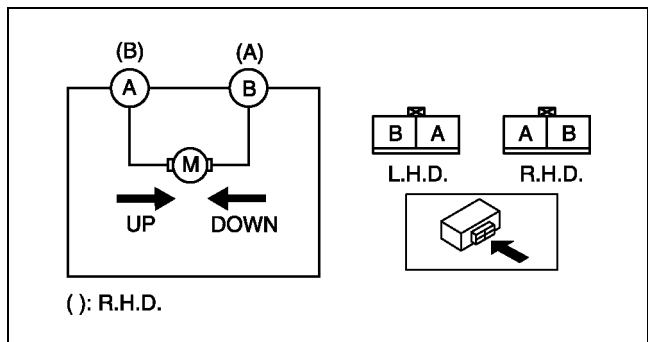 (B) (A)
A B
M
UP DOWN
( ): R.H.D.
B A
L.H.D.
A B
R.H.D.